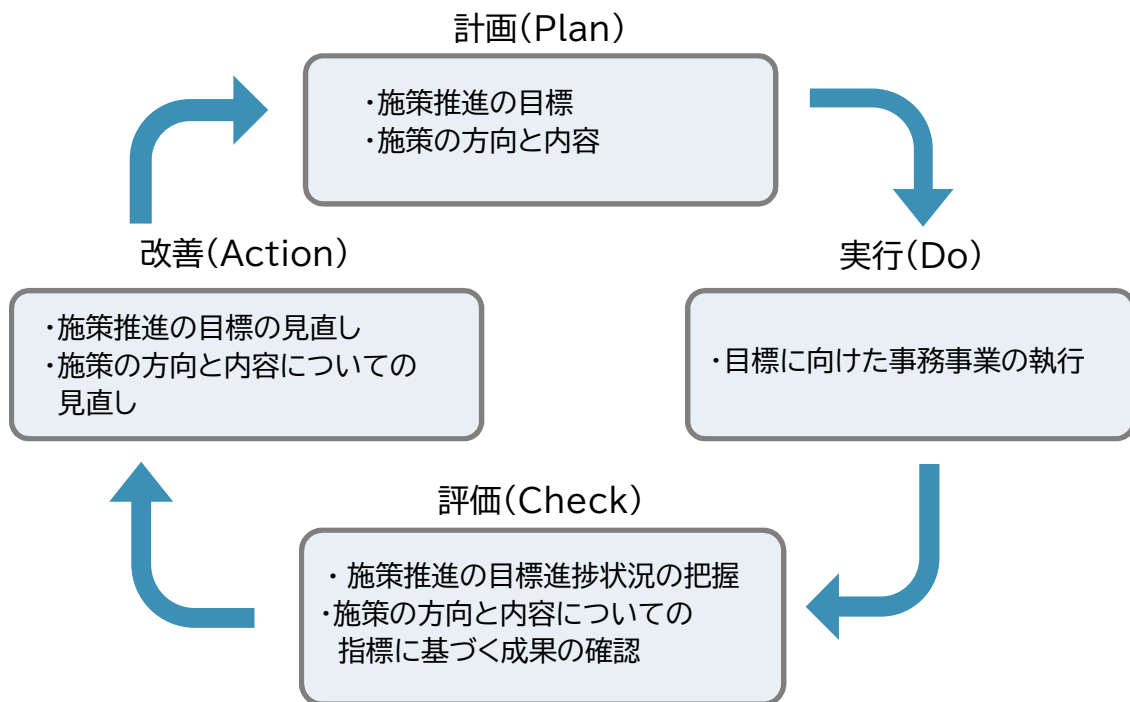 計画(Plan)
・施策推進の目標
・施策の方向と内容
改善(Action)
・施策推進の目標の見直し
・施策の方向と内容についての
見直し
実行(Do)
・目標に向けた事務事業の執行
評価(Check)
・ 施策推進の目標進捗状況の把握
・施策の方向と内容についての
指標に基づく成果の確認